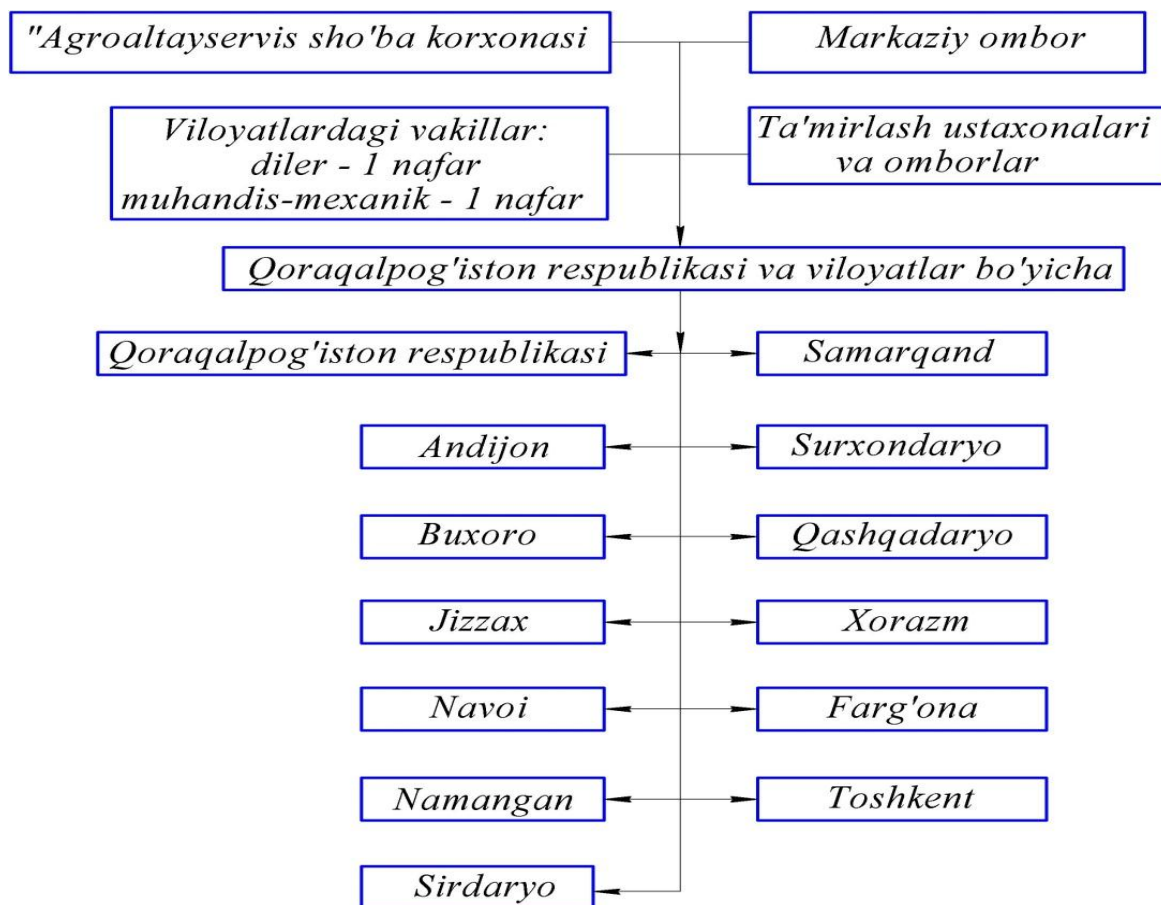 "Agroaltayservis sho'ba korxonasi
Markaziy ombor
Viloyatlardagi vakillar:
diler - 1 nafar
muhandis-mexanik - 1 nafar
Ta'mirlash ustaxonalari
va omborlar
Qoraqalpog'iston respublikasi va viloyatlar bo'yicha
Qoraqalpog'iston respublikasi
Samarqand
Andijon
Surxondaryo
Buxoro
Qashqadaryo
Jizzax
Xorazm
Navoi
Farg'ona
Namangan
Toshkent
Sirdaryo